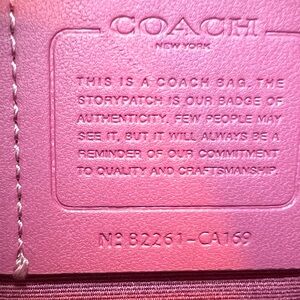 COACH
NEW YORK
THIS IS A COACH BAG. THE
STORYPATCH IS OUR BADGE OF
AUTHENTICITY. FEW PEOPLE MAY
SEE IT, BUT IT WILL ALWAYS BE A
REMINDER OF OUR COMMITMENT
TO QUALITY AND CRAFTSMANSHIP.
Nº 82261-CA169